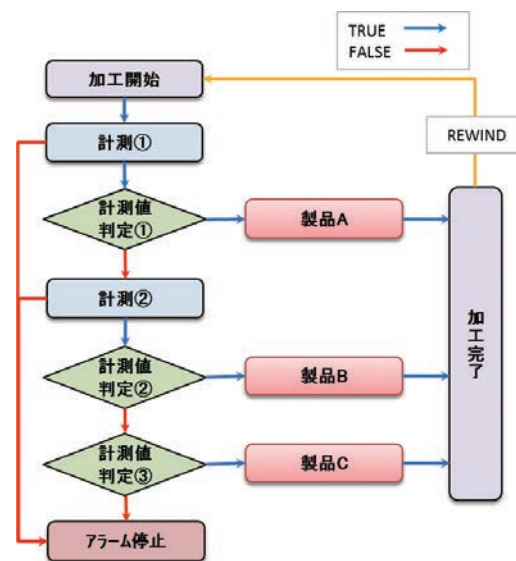 TRUE
FALSE
加工開始
REWIND
計測①
計測値
判定①
製品A
計測②
加工完了
計測値
判定②
製品B
計測値
判定③
製品C
アラーム停止